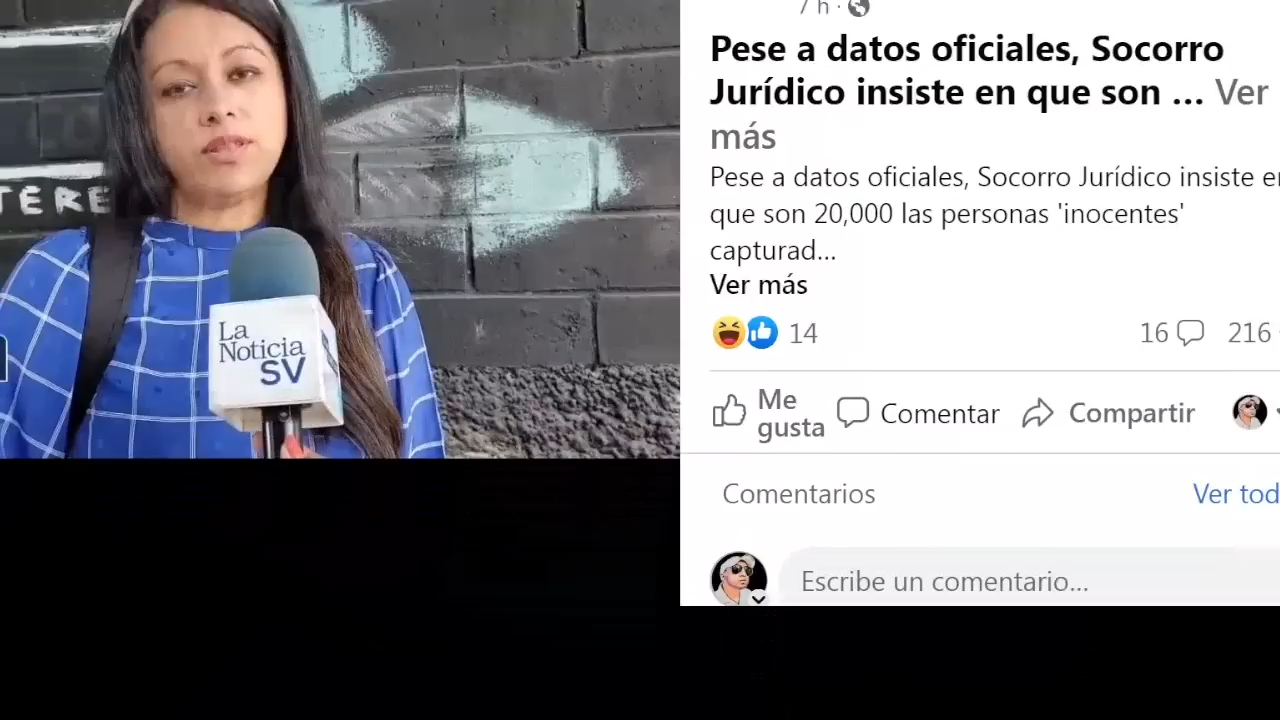 TERE
La
Noticia
SV
7 h ·
Pese a datos oficiales, Socorro
Jurídico insiste en que son ... Ver
más
Pese a datos oficiales, Socorro Jurídico insiste e
que son 20,000 las personas 'inocentes'
capturad...
Ver más
14
16
216
Me
gusta
Comentar
Compartir
Comentarios
Ver tod
Escribe un comentario...